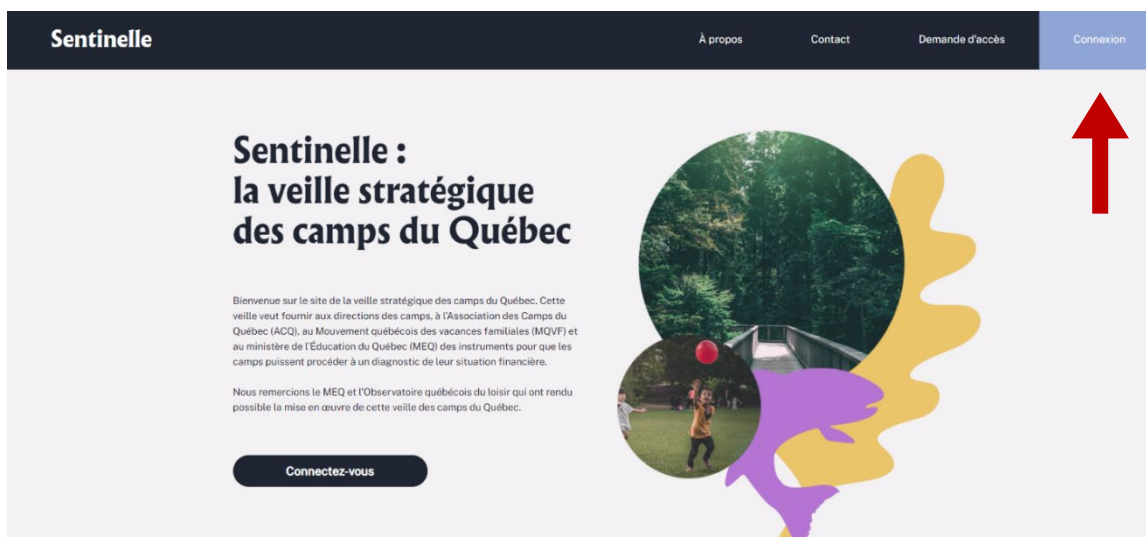 Sentinelle
À propos
Contact
Demande d'accès
Connexion
Sentinelle :
la veille stratégique
des camps du Québec
Bienvenue sur le site de la veille stratégique des camps du Québec. Cette
veille veut fournir aux directions des camps, à l'Association des Camps du
Québec (ACQ), au Mouvement québécois des vacances familiales (MQVF) et
au ministère de l'Éducation du Québec (MEQ) des instruments pour que les
camps puissent procéder à un diagnostic de leur situation financière.
Nous remercions le MEQ et l'Observatoire québécois du loisir qui ont rendu
possible la mise en œuvre de cette veille des camps du Québec.
Connectez-vous